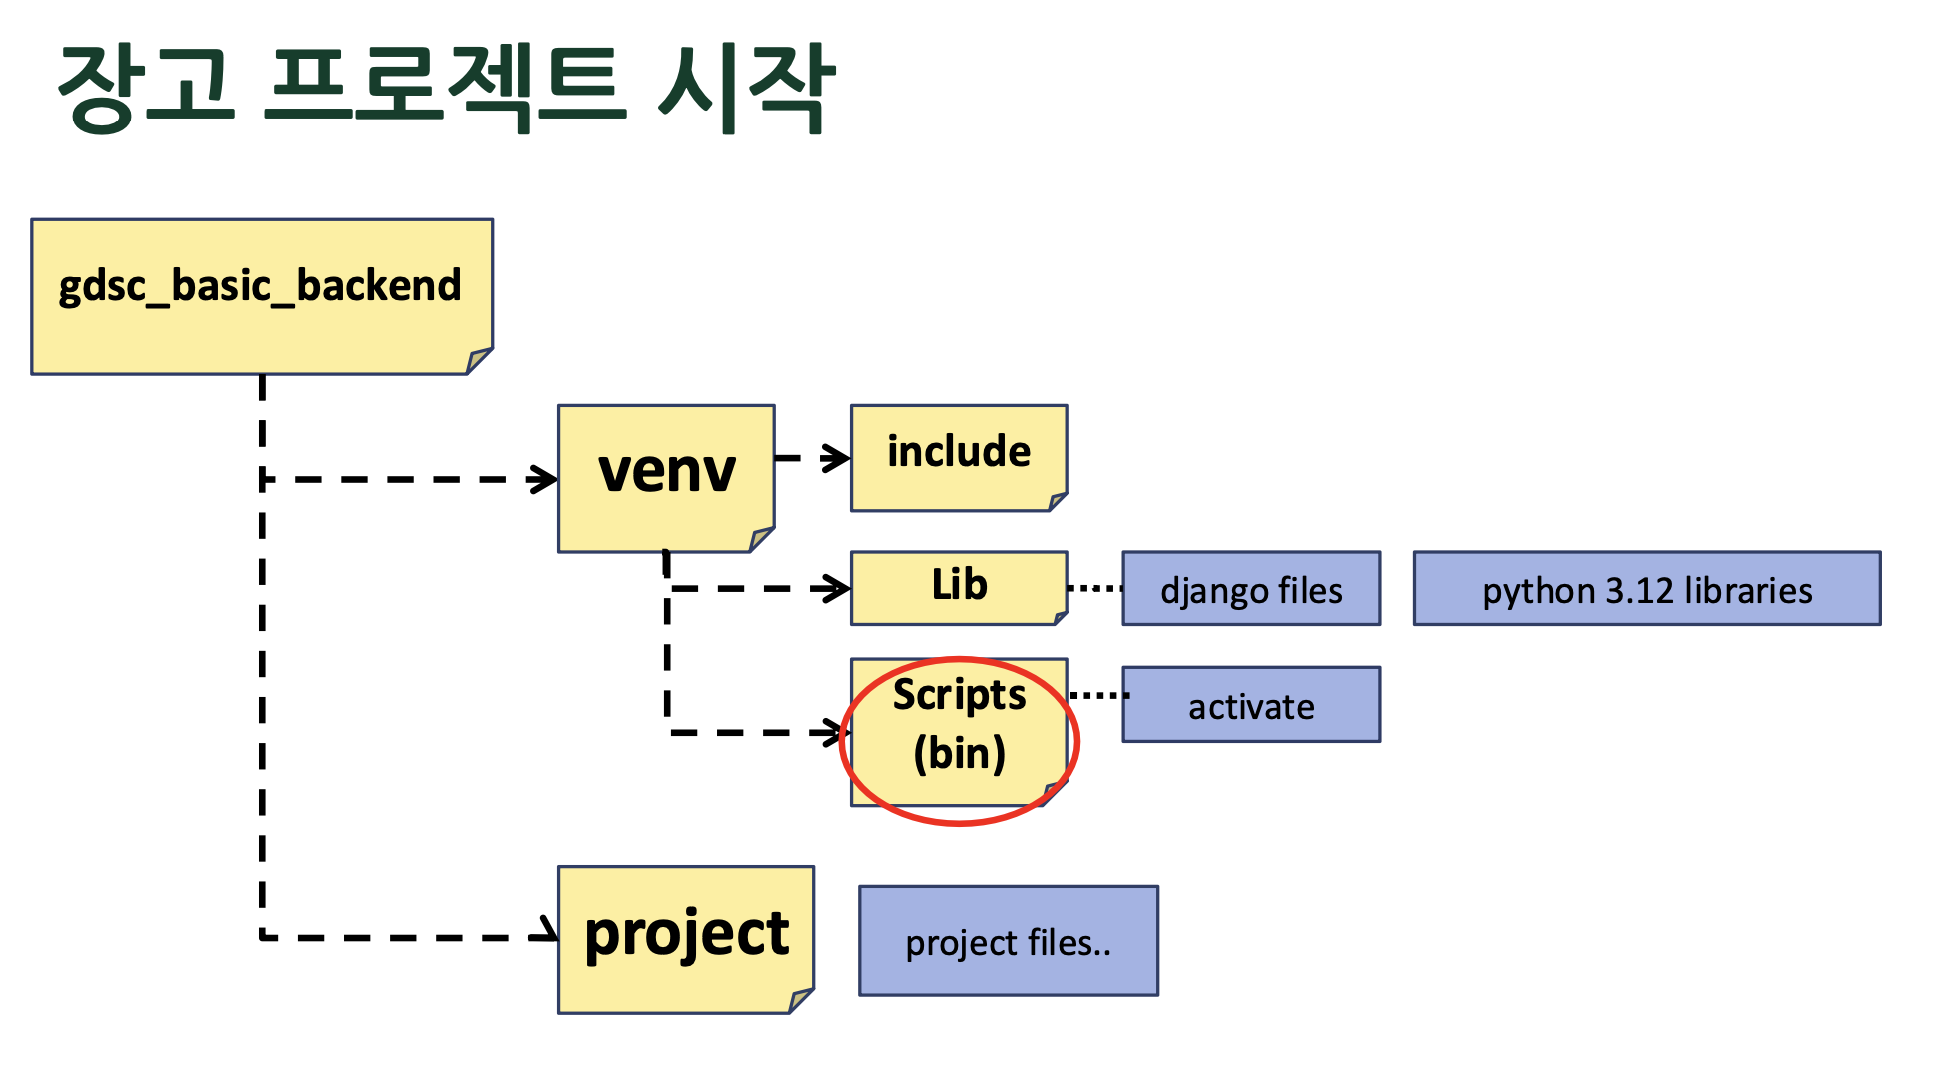 장고 프로젝트 시작
gdsc_basic_backend
venv
include
Lib
django files
python 3.12 libraries
Scripts
(bin)
activate
project
project files..